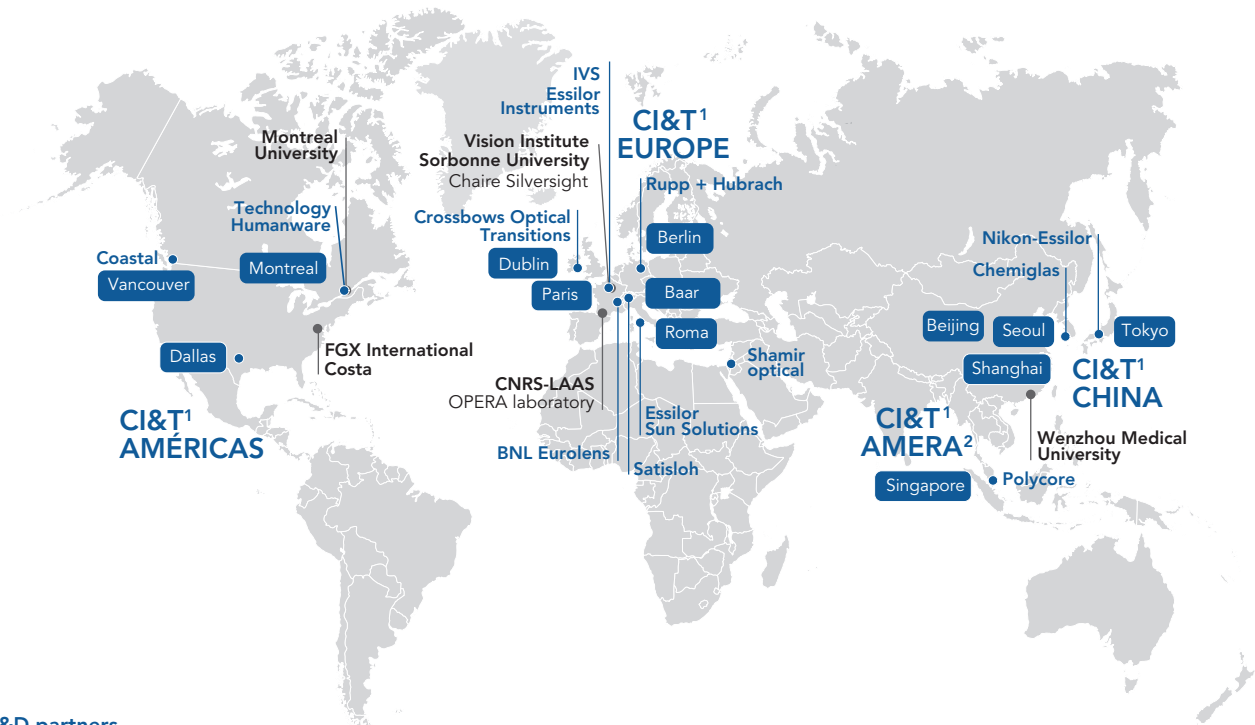 IVS
Essilor
Instruments
CI&T¹
EUROPE
Montreal
University
Vision Institute
Sorbonne University
Chaire Silversight
Rupp + Hubrach
Technology
Humanware
Crossbows Optical
Transitions
Berlin
Nikon-Essilor
Coastal
Montreal
Dublin
Chemiglas
Vancouver
Paris
Baar
Beijing
Seoul
Tokyo
Roma
Dallas
FGX International
Costa
Shamir
optical
Shanghai
CI&T¹
CHINA
CNRS-LAAS
OPERA laboratory
CI&T¹
AMÉRICAS
Essilor
Sun Solutions
CI&T¹
AMERA²
Wenzhou Medical
University
BNL Eurolens
Satisloh
Singapore
Polycore
&D partners